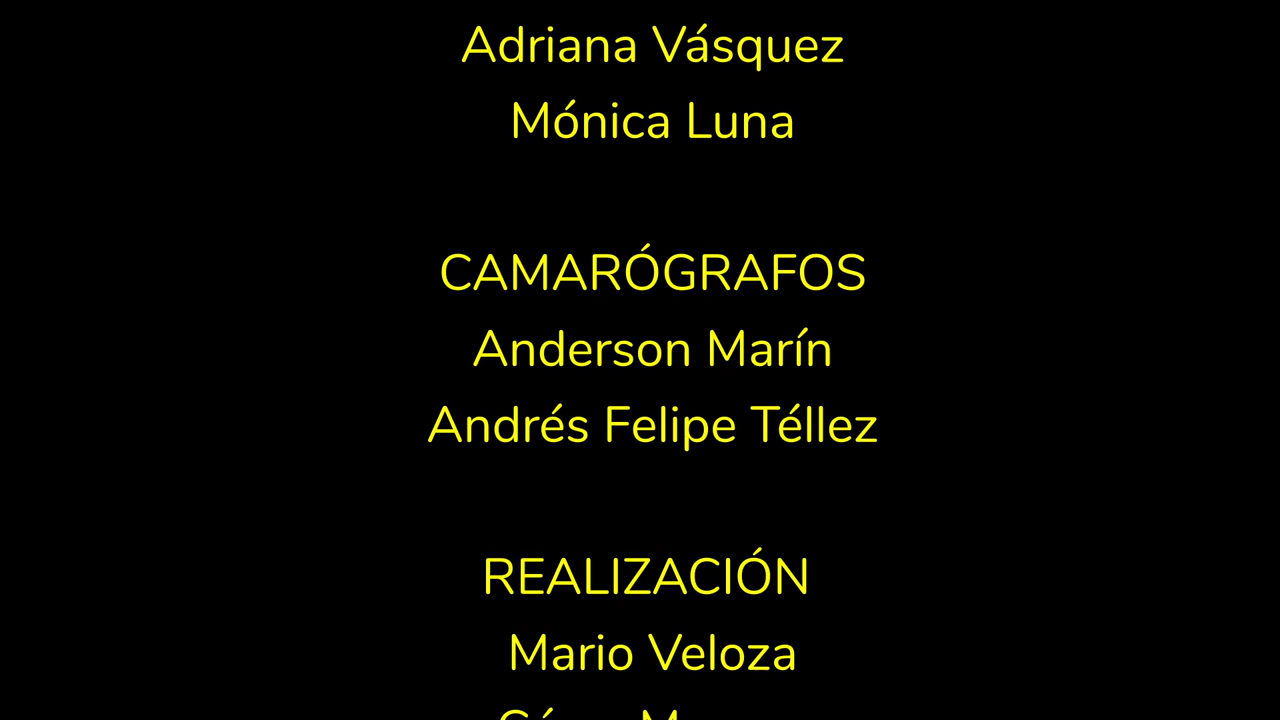 Adriana Vásquez
Mónica Luna
CAMARÓGRAFOS
Anderson Marín
Andrés Felipe Téllez
REALIZACIÓN
Mario Veloza